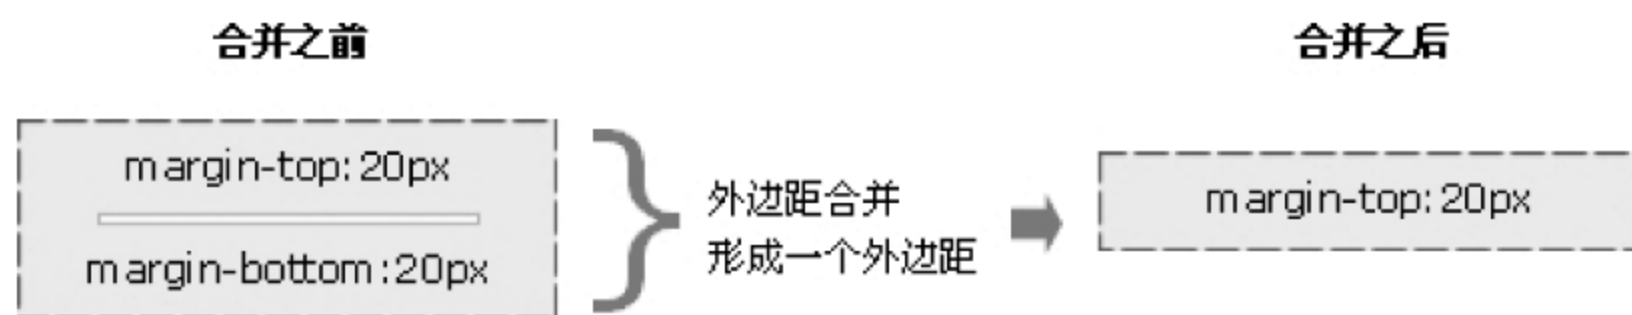 合并之前
合并之后
margin-top:20px
margin-bottom:20px
外边距合并
形成一个外边距
margin-top:20px